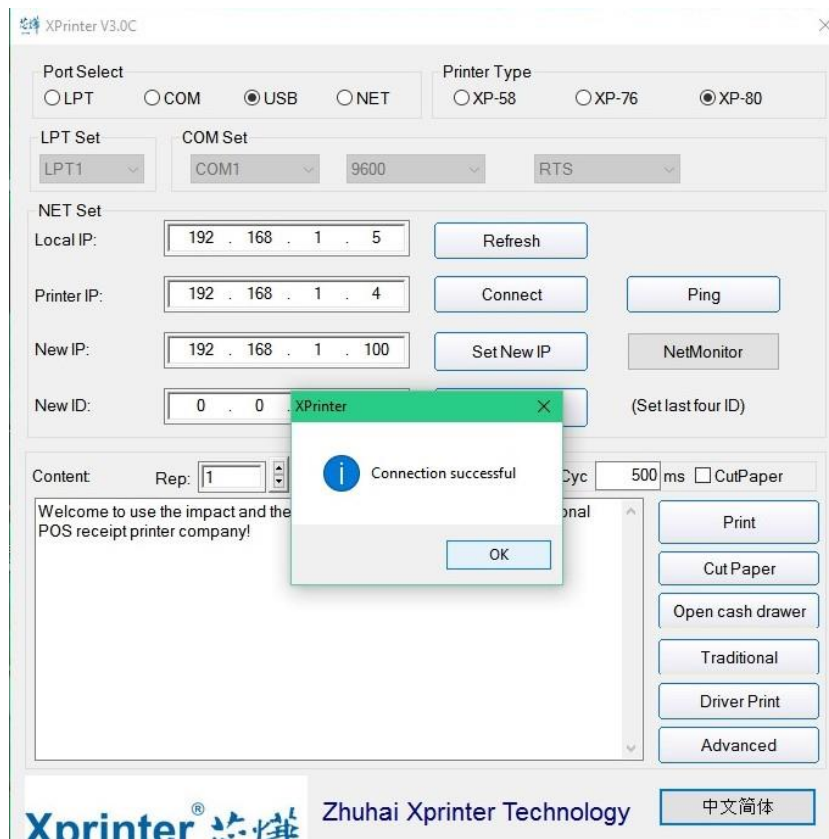 XPrinter V3.0C
Port Select
LPT COM USB NET
Printer Type
XP-58 XP-76 XP-80
LPT Set
LPT1
COM Set
COM1 9600 RTS
NET Set
Local IP: 192 . 168 . 1 . 5 Refresh
Printer IP: 192 . 168 . 1 . 4 Connect Ping
New IP: 192 . 168 . 1 . 100 Set New IP NetMonitor
New ID: 0 . 0 . (Set last four ID)
XPrinter
Connection successful
OK
Content: Rep: 1 Cyc 500 ms CutPaper
Welcome to use the impact and the onal
POS receipt printer company!
Print
Cut Paper
Open cash drawer
Traditional
Driver Print
Advanced
Xprinter® 芯烨
Zhuhai Xprinter Technology
中文简体